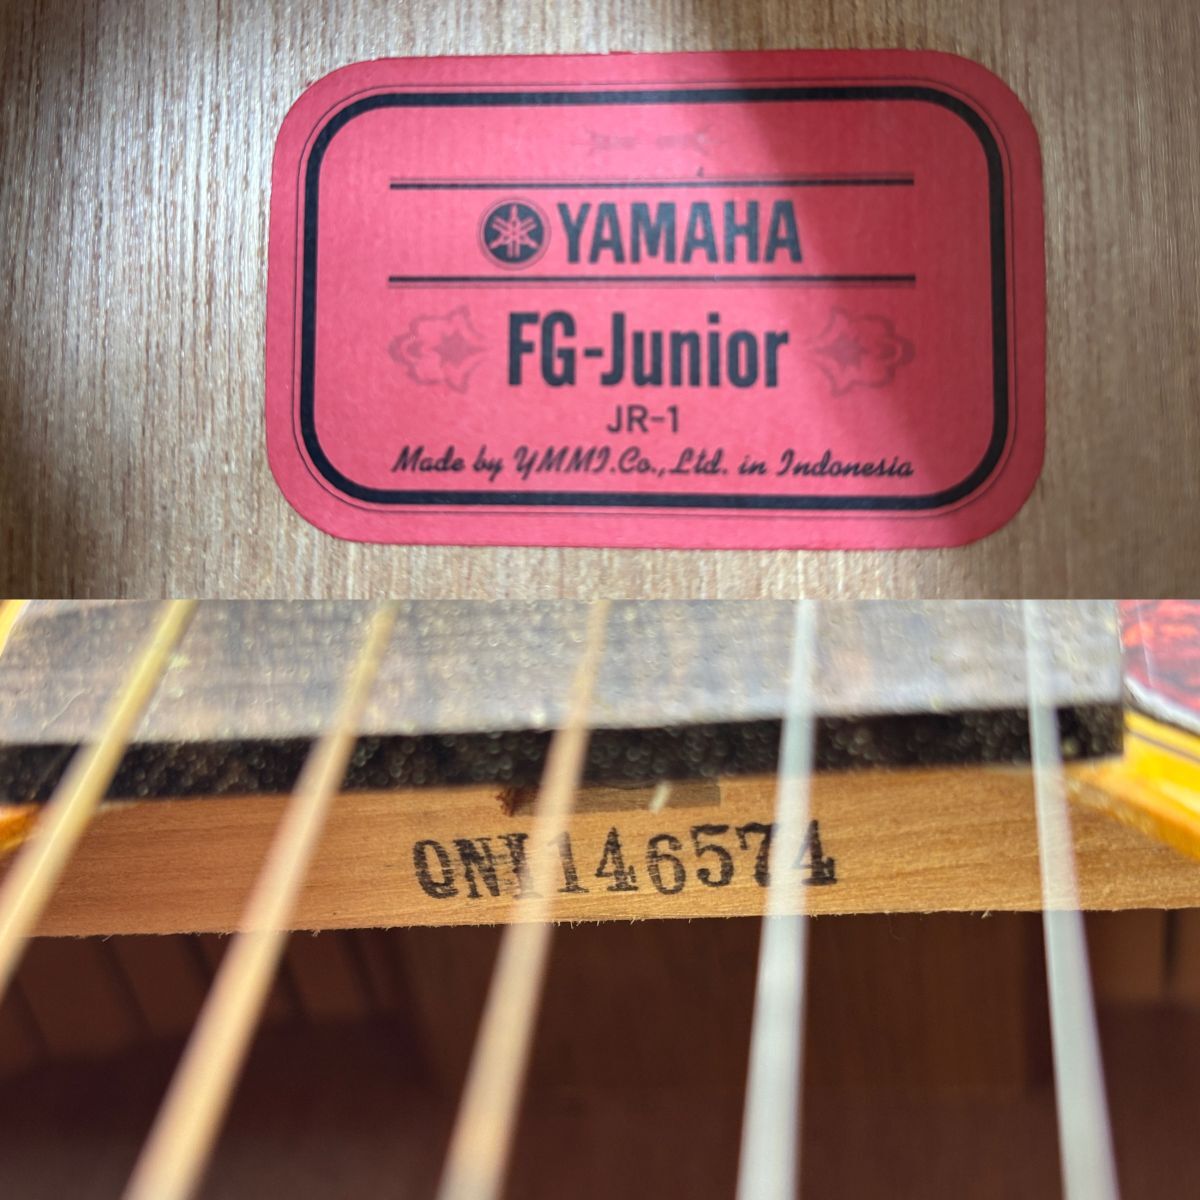 YAMAHA
FG-Junior
JR-1
Made by YMMI.Co.,Ltd. in Indonesia
QNI146574